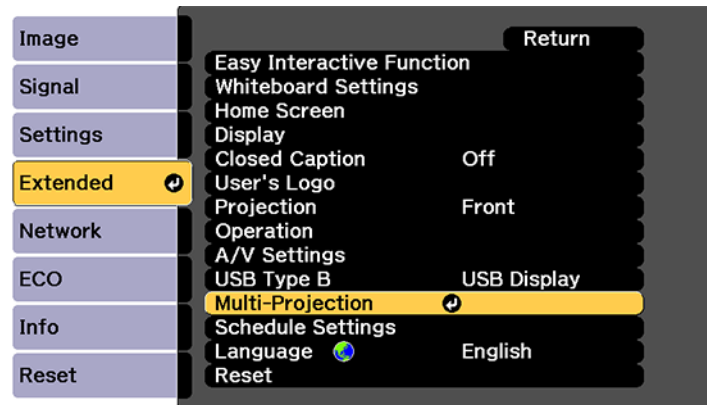 Image
Signal
Settings
Extended
Network
ECO
Info
Reset
Return
Easy Interactive Function
Whiteboard Settings
Home Screen
Display
Closed Caption Off
User's Logo
Projection Front
Operation
A/V Settings
USB Type B USB Display
Multi-Projection
Schedule Settings
Language English
Reset